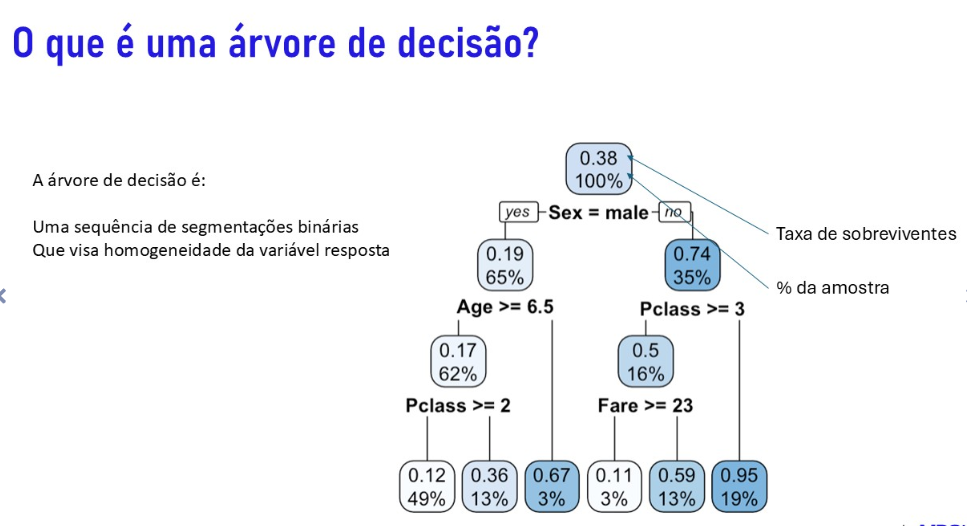 O que é uma árvore de decisão?
A árvore de decisão é:
Uma sequência de segmentações binárias
Que visa homogeneidade da variável resposta
0.38
100%
yes Sex = male no
Taxa de sobreviventes
0.19 0.74
65% 35%
% da amostra
Age >= 6.5 Pclass >= 3
0.17 0.5
62% 16%
Pclass >= 2 Fare >= 23
0.12 0.36 0.67 0.11 0.59 0.95
49% 13% 3% 3% 13% 19%